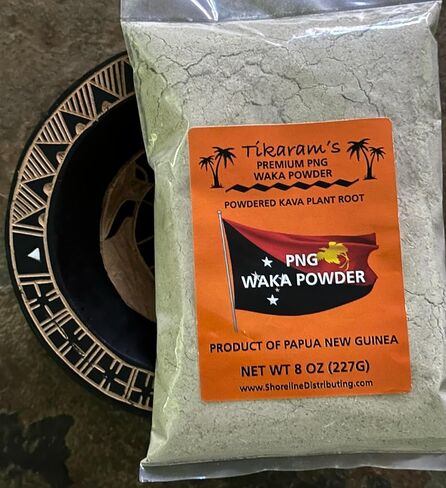 Tikaram's
PREMIUM PNG
WAKA POWDER
POWDERED KAVA PLANT ROOT
PNG
WAKA POWDER
PRODUCT OF PAPUA NEW GUINEA
NET WT 8 OZ (227G)
www.ShorelineDistributing.com